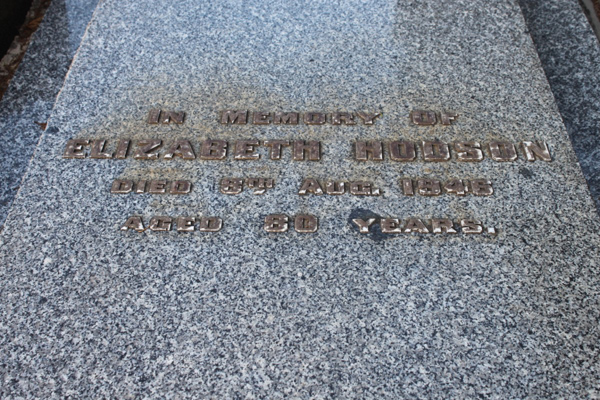 In Memory Of
ELIZABETH HODSON
DIED 8TH AUG. 1946
AGED 80 YEARS.